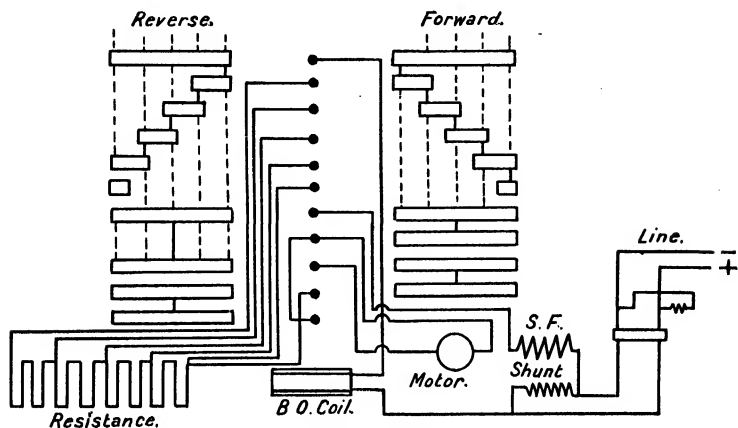 Reverse.
Forward.
Line.
−
+
S. F.
Shunt
Motor.
B O. Coil.
Resistance.